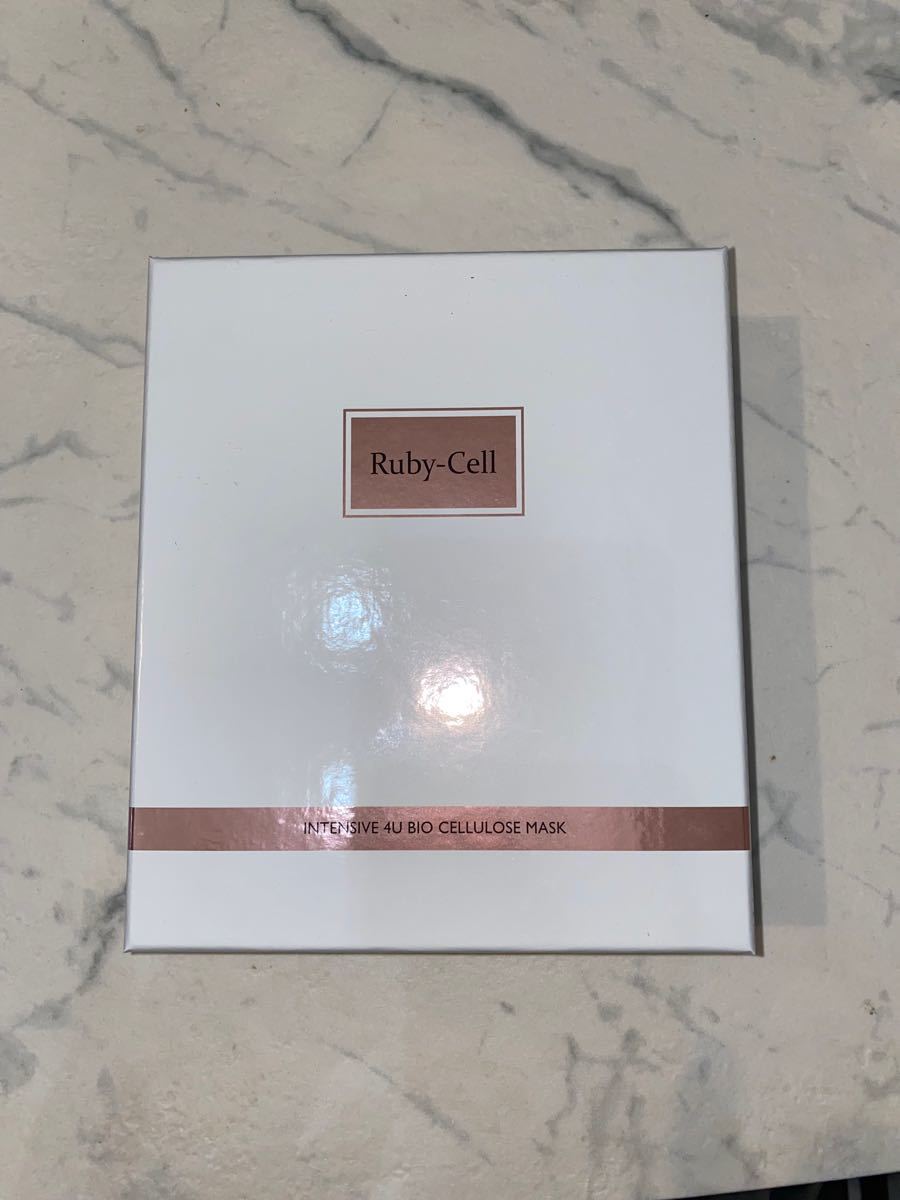 Ruby-Cell
INTENSIVE 4U BIO CELLULOSE MASK